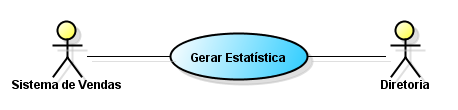 Gerar Estatística
Sistema de Vendas
Diretoria